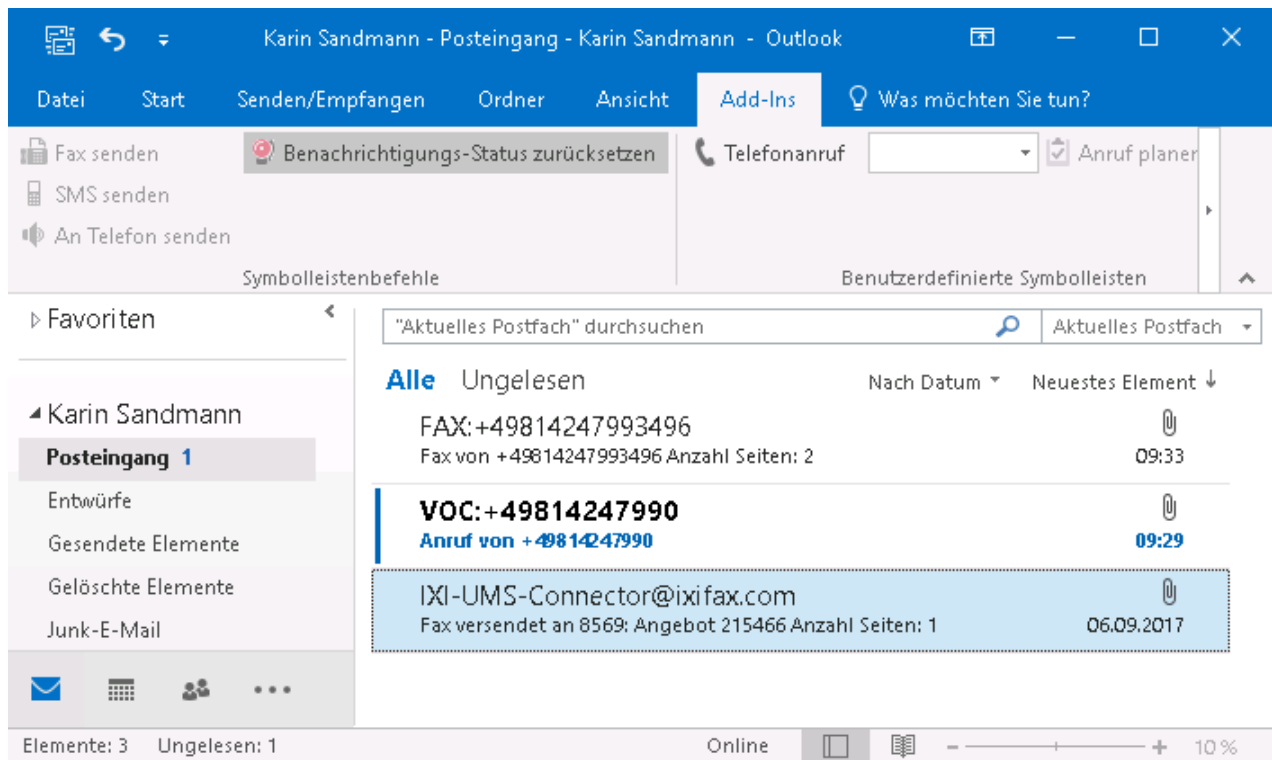 Karin Sandmann - Posteingang - Karin Sandmann - Outlook
Datei Start Senden/Empfangen Ordner Ansicht Add-Ins Was möchten Sie tun?
Fax senden Benachrichtigungs-Status zurücksetzen Telefonanruf Anruf planen
SMS senden
An Telefon senden
Symbolleistenbefehle Benutzerdefinierte Symbolleisten
Favoriten
"Aktuelles Postfach" durchsuchen Aktuelles Postfach
Alle Ungelesen Nach Datum Neuestes Element ↓
Karin Sandmann
Posteingang 1
Entwürfe
Gesendete Elemente
Gelöschte Elemente
Junk-E-Mail
FAX:+49814247993496
Fax von +49814247993496 Anzahl Seiten: 2 09:33
VOC:+49814247990
Anruf von +49814247990 09:29
IXI-UMS-Connector@ixifax.com
Fax versendet an 8569: Angebot 215466 Anzahl Seiten: 1 06.09.2017
Elemente: 3 Ungelesen: 1 Online 10 %